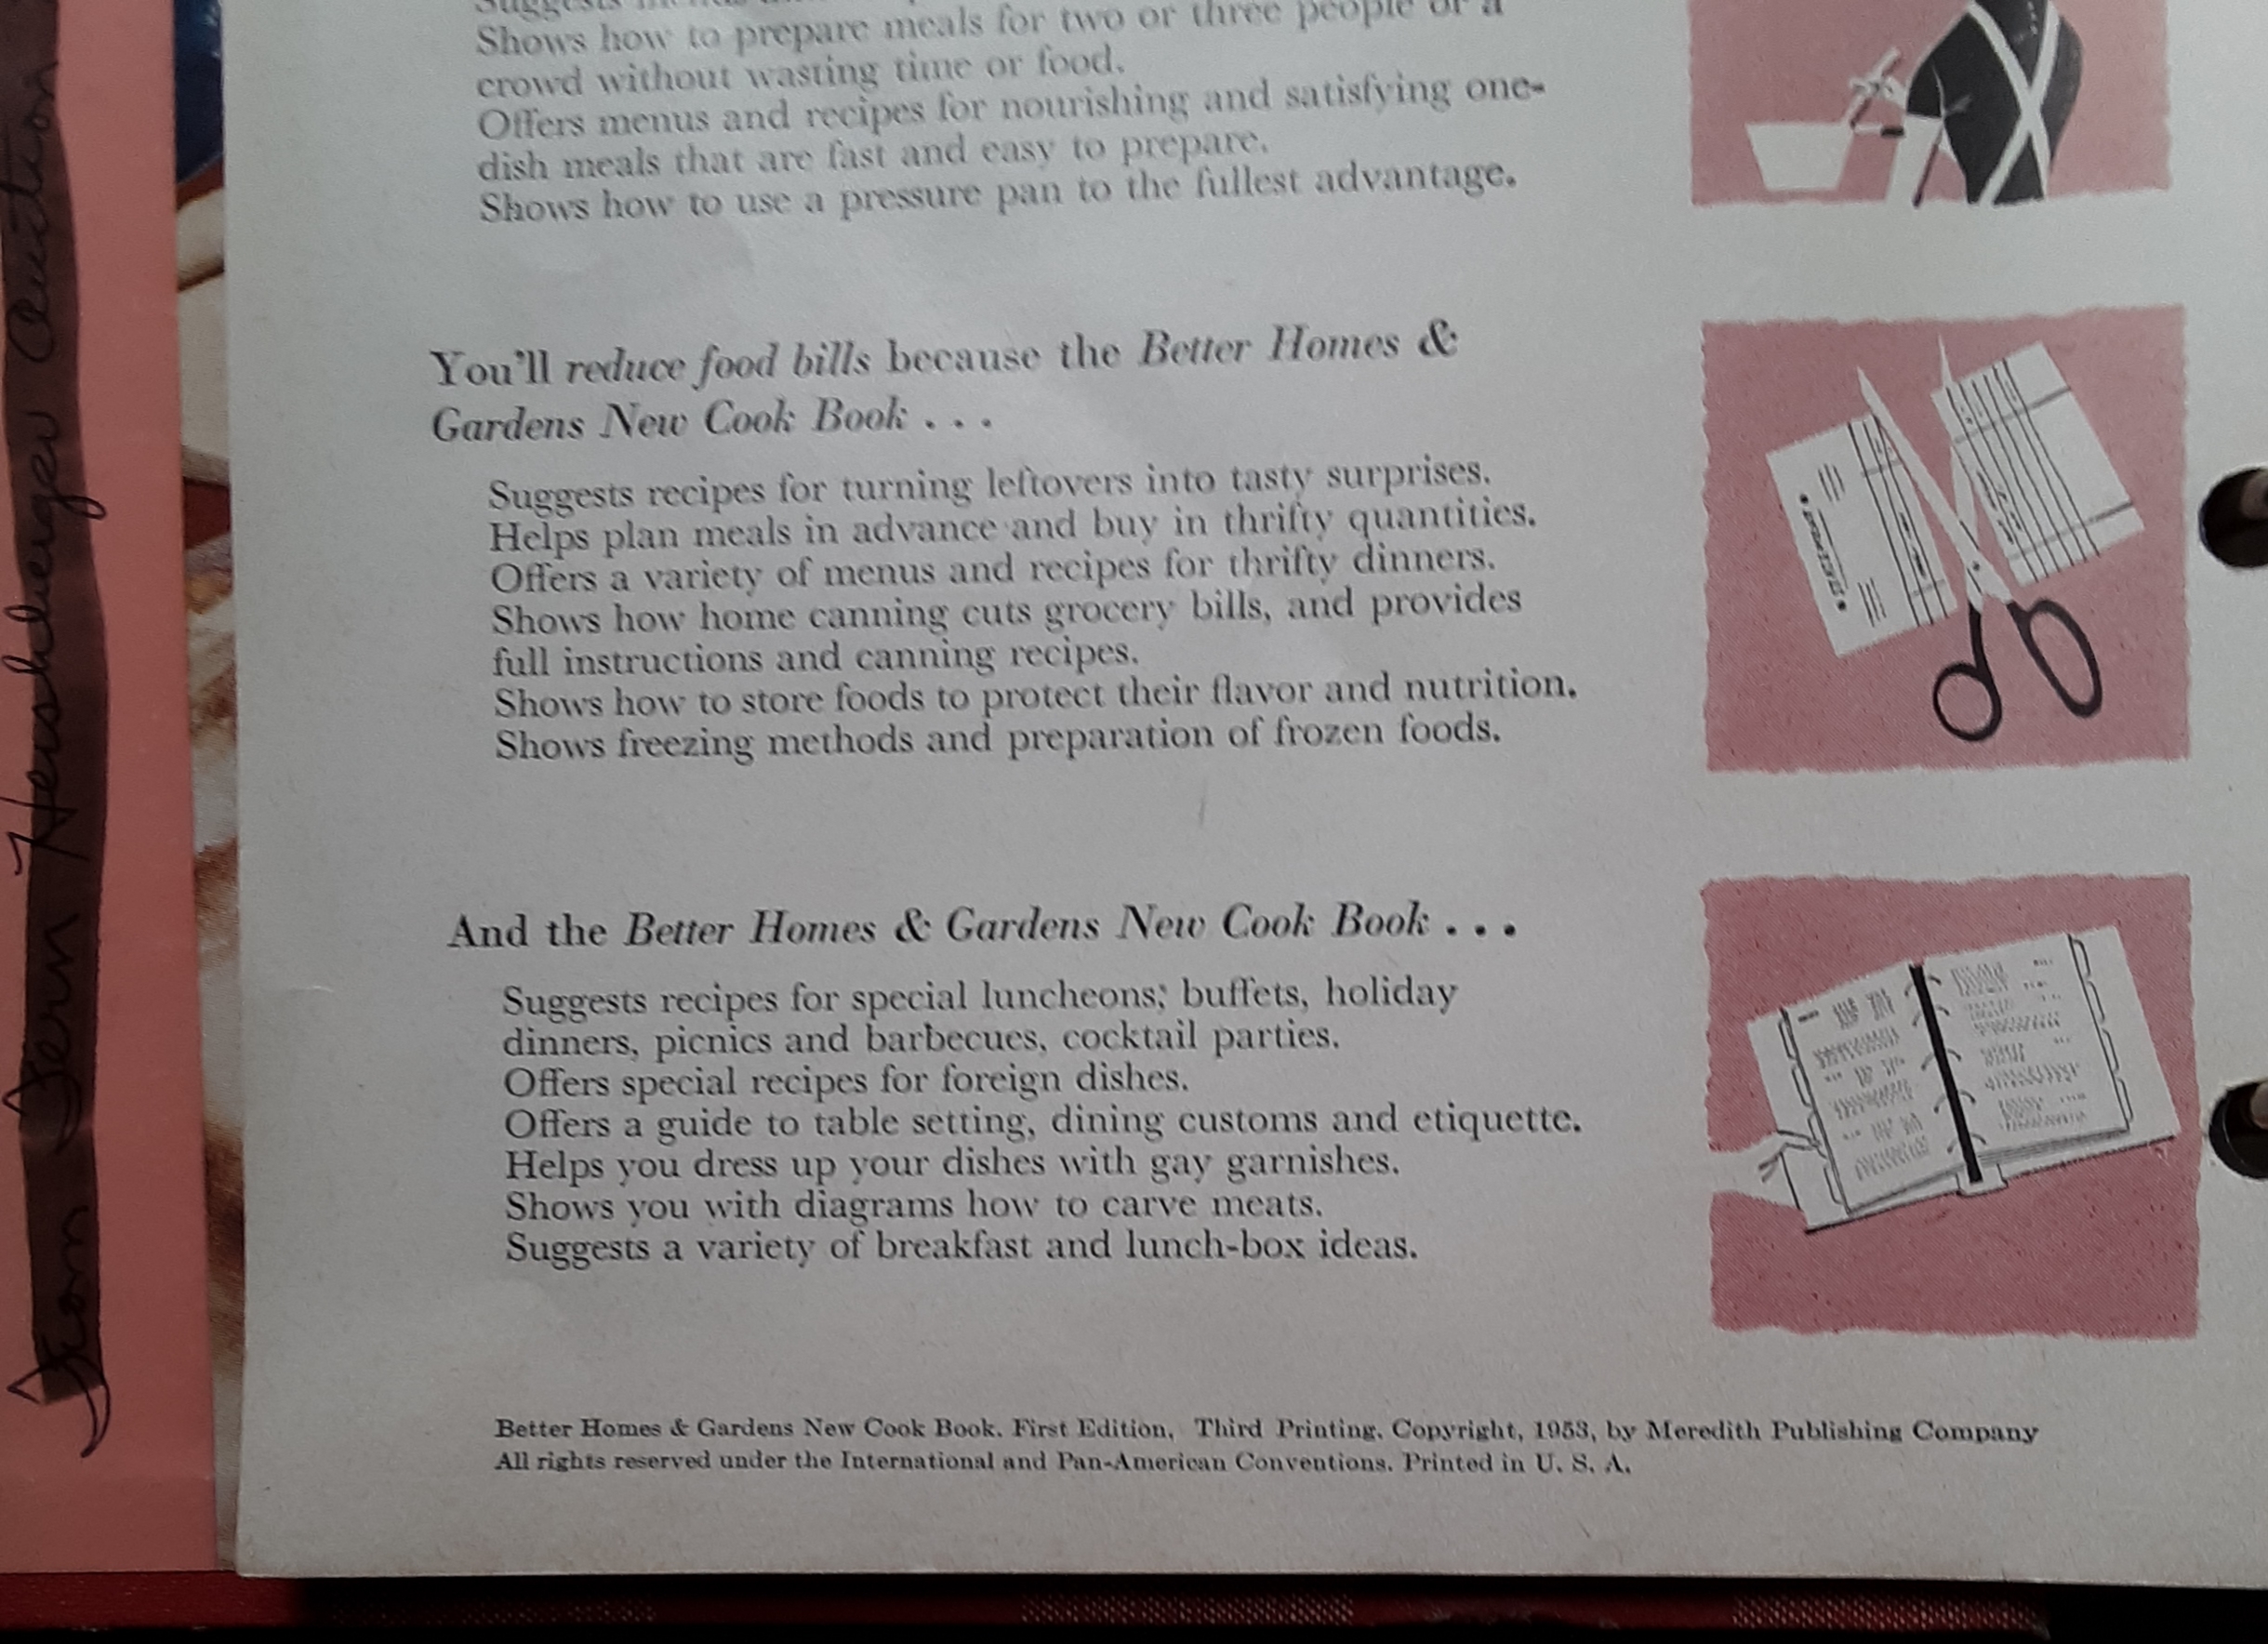 Shows how to prepare meals for two or three people or a
crowd without wasting time or food.
Offers menus and recipes for nourishing and satisfying one-
dish meals that are fast and easy to prepare.
Shows how to use a pressure pan to the fullest advantage.
You'll reduce food bills because the Better Homes &
Gardens New Cook Book . . .
Suggests recipes for turning leftovers into tasty surprises.
Helps plan meals in advance and buy in thrifty quantities.
Offers a variety of menus and recipes for thrifty dinners.
Shows how home canning cuts grocery bills, and provides
full instructions and canning recipes.
Shows how to store foods to protect their flavor and nutrition.
Shows freezing methods and preparation of frozen foods.
And the Better Homes & Gardens New Cook Book . . .
Suggests recipes for special luncheons; buffets, holiday
dinners, picnics and barbecues, cocktail parties.
Offers special recipes for foreign dishes.
Offers a guide to table setting, dining customs and etiquette.
Helps you dress up your dishes with gay garnishes.
Shows you with diagrams how to carve meats.
Suggests a variety of breakfast and lunch-box ideas.
Better Homes & Gardens New Cook Book. First Edition, Third Printing. Copyright, 1953, by Meredith Publishing Company
All rights reserved under the International and Pan-American Conventions. Printed in U. S. A.
From Fern Hershberger Auction